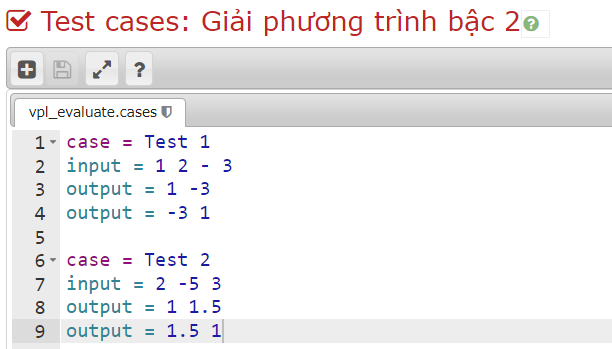 Test cases: Giải phương trình bậc 2
vpl_evaluate.cases
1 case = Test 1
2 input = 1 2 - 3
3 output = 1 -3
4 output = -3 1
5
6 case = Test 2
7 input = 2 -5 3
8 output = 1 1.5
9 output = 1.5 1